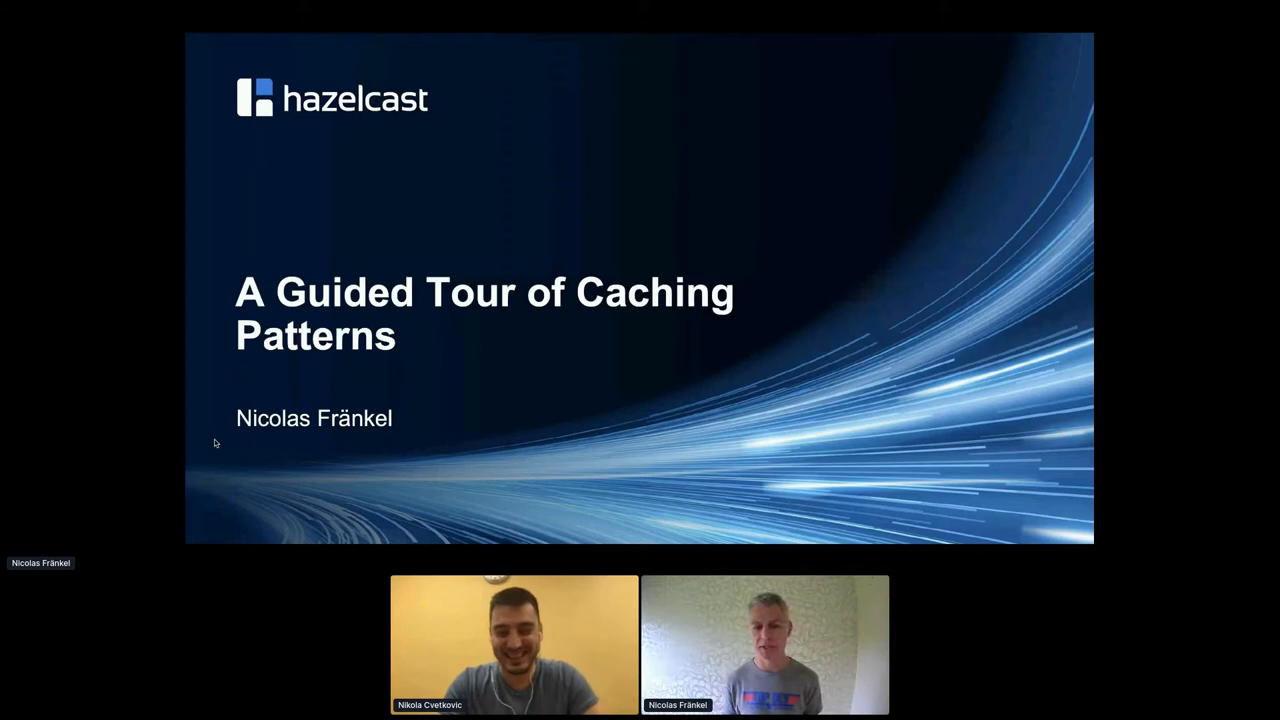 hazelcast
A Guided Tour of Caching
Patterns
Nicolas Fränkel
Nicolas Fränkel
Nikola Cvetkovic
Nicolas Fränkel